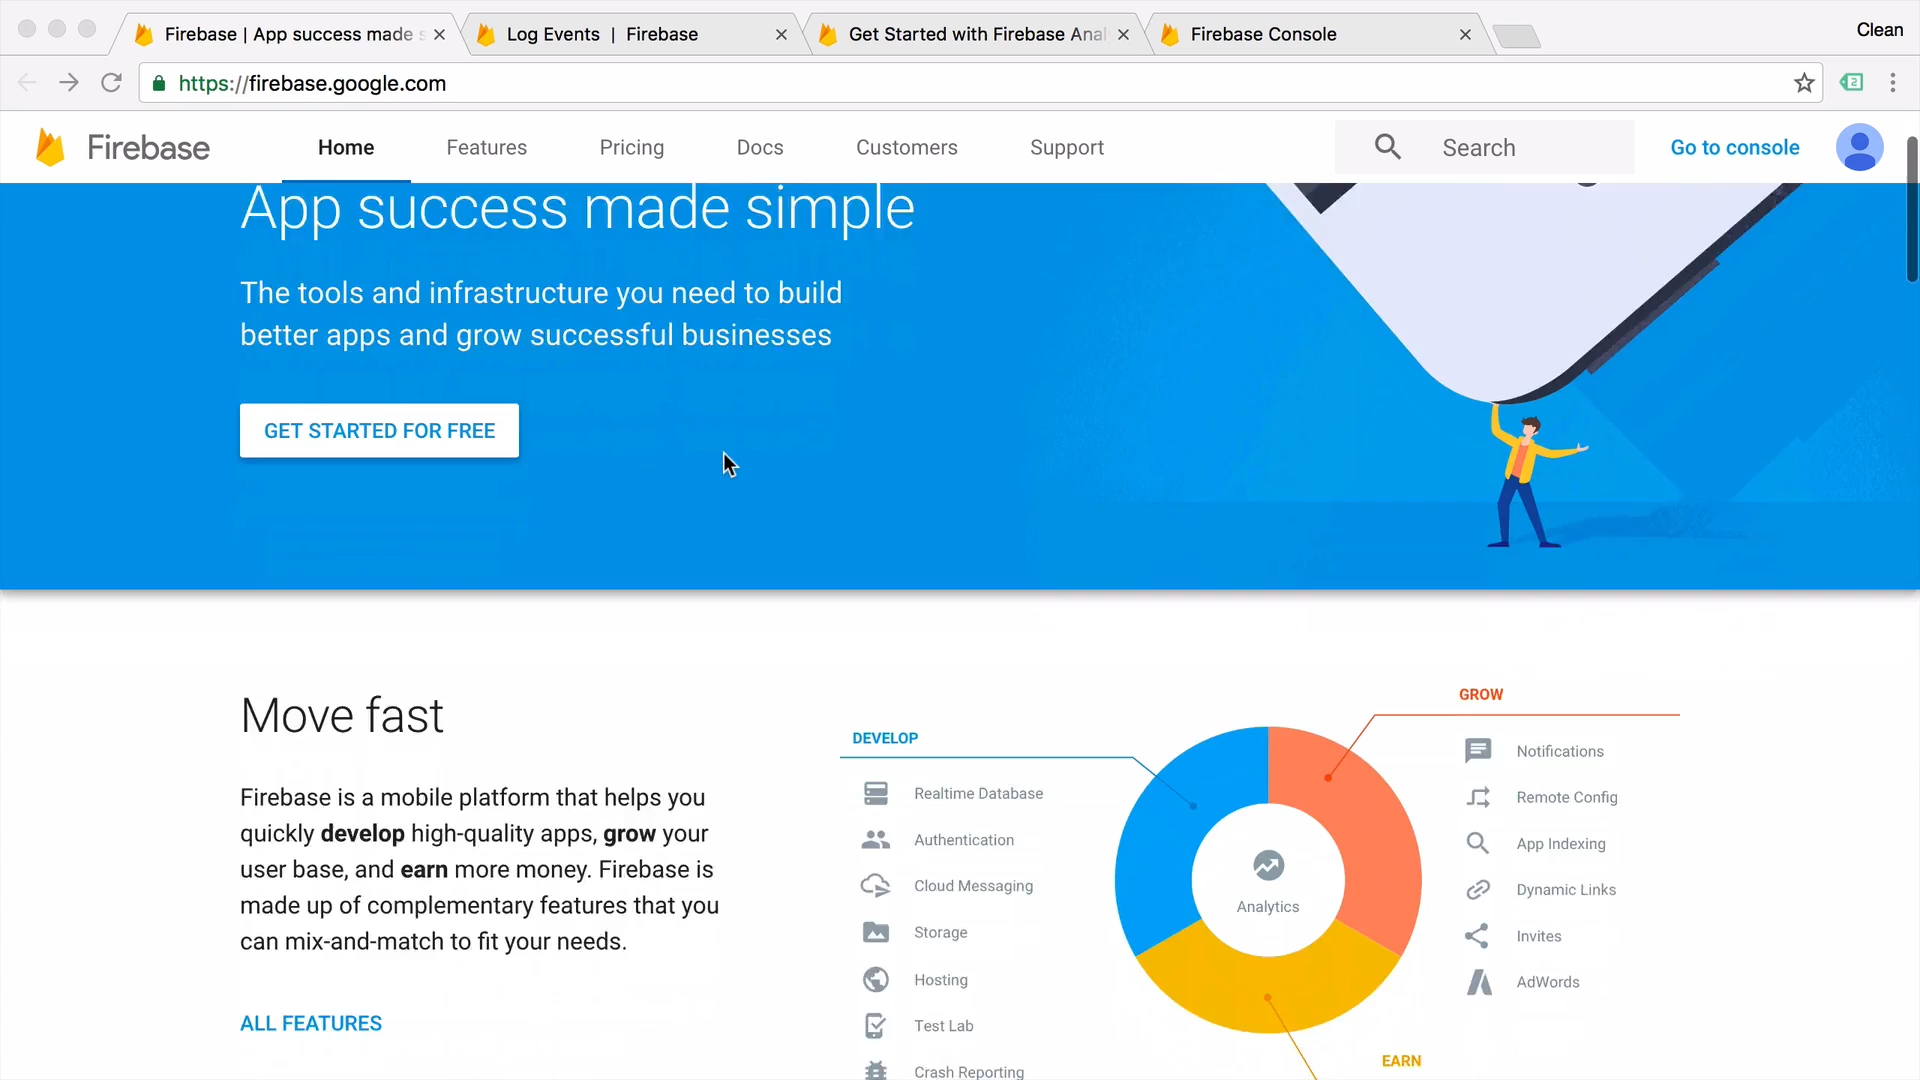 Firebase | App success made s
Log Events | Firebase
Get Started with Firebase Anal
Firebase Console
Clean
https://firebase.google.com
2
Firebase
Home
Features
Pricing
Docs
Customers
Support
Search
Go to console
App success made simple
The tools and infrastructure you need to build
better apps and grow successful businesses
GET STARTED FOR FREE
Move fast
Firebase is a mobile platform that helps you
quickly develop high-quality apps, grow your
user base, and earn more money. Firebase is
made up of complementary features that you
can mix-and-match to fit your needs.
ALL FEATURES
DEVELOP
Realtime Database
Authentication
Cloud Messaging
Storage
Hosting
Test Lab
Crash Reporting
Analytics
GROW
Notifications
Remote Config
App Indexing
Dynamic Links
Invites
AdWords
EARN